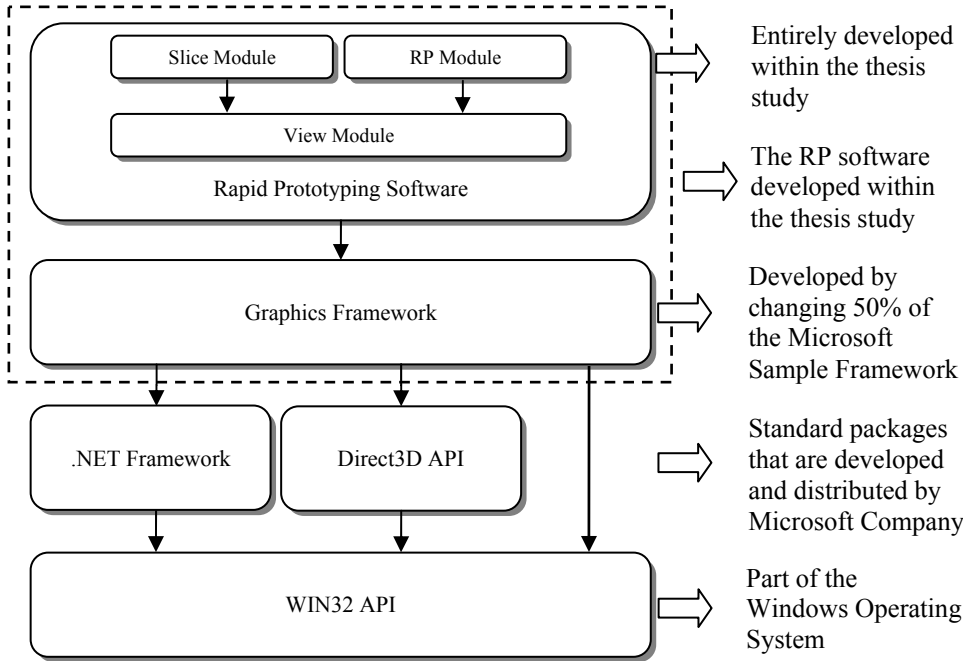 Slice Module
RP Module
View Module
Rapid Prototyping Software
Entirely developed
within the thesis
study
The RP software
developed within
the thesis study
Graphics Framework
Developed by
changing 50% of
the Microsoft
Sample Framework
.NET Framework
Direct3D API
Standard packages
that are developed
and distributed by
Microsoft Company
WIN32 API
Part of the
Windows Operating
System